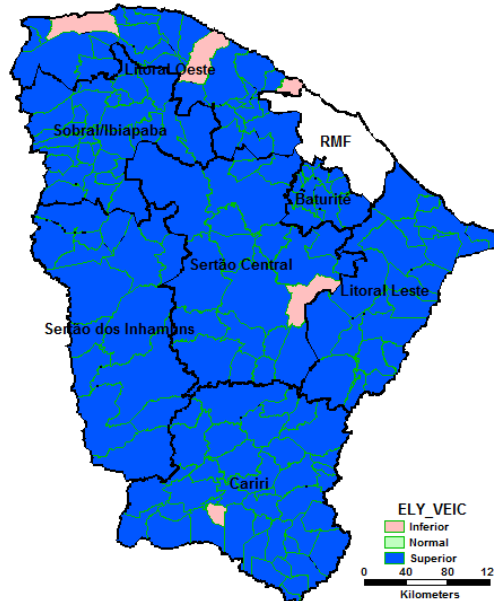 Litoral Oeste
Sobral/Ibiapaba
RMF
Baturité
Sertão Central
Litoral Leste
Sertão dos Inhamuns
Cariri
ELY_VEIC
Inferior
Normal
Superior
0 40 80 12
Kilometers